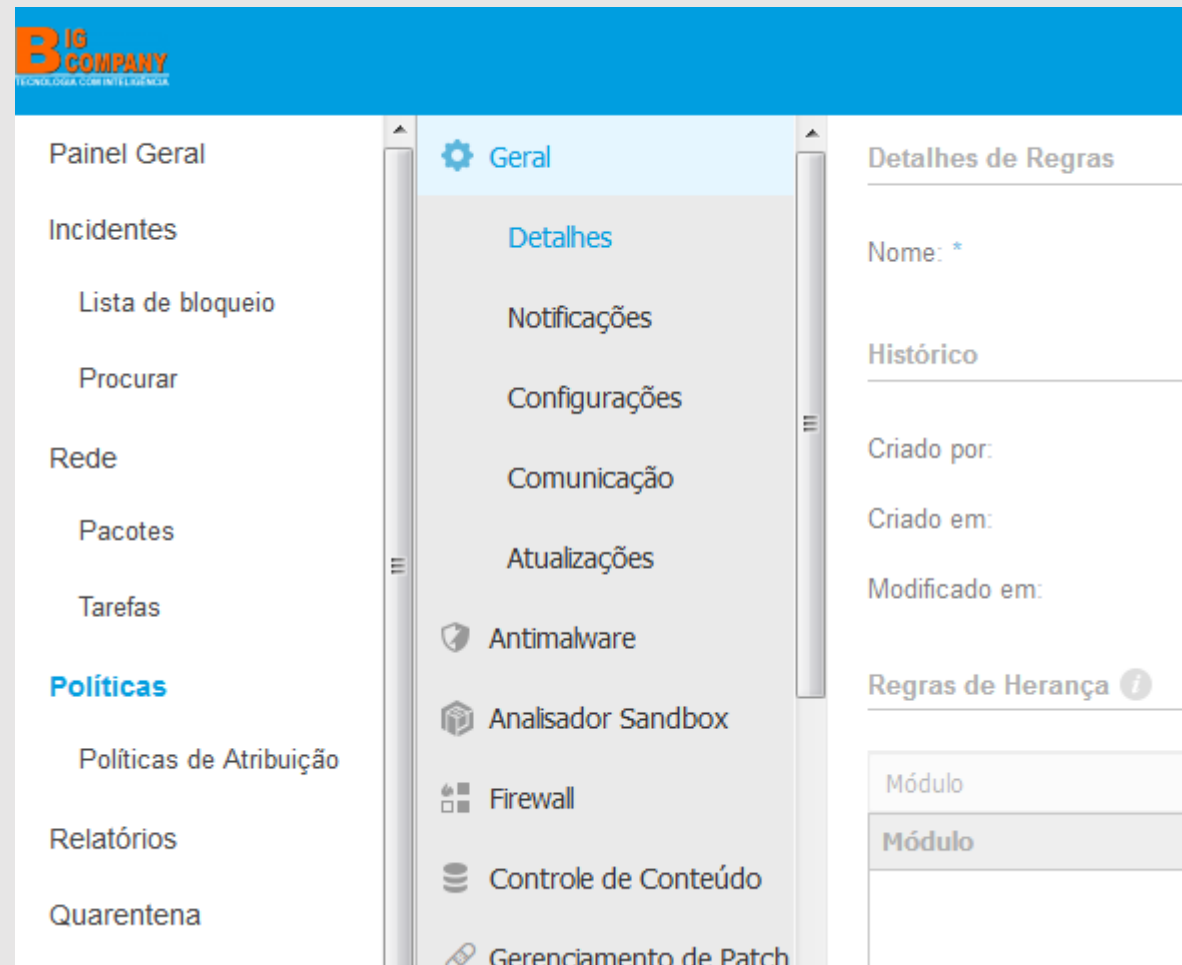 BIG
COMPANY
TECNOLOGIA COM INTELIGÊNCIA
Painel Geral
Incidentes
Lista de bloqueio
Procurar
Rede
Pacotes
Tarefas
Políticas
Políticas de Atribuição
Relatórios
Quarentena
Geral
Detalhes
Notificações
Configurações
Comunicação
Atualizações
Antimalware
Analisador Sandbox
Firewall
Controle de Conteúdo
Gerenciamento de Patch
Detalhes de Regras
Nome: *
Histórico
Criado por:
Criado em:
Modificado em:
Regras de Herança i
Módulo
Módulo